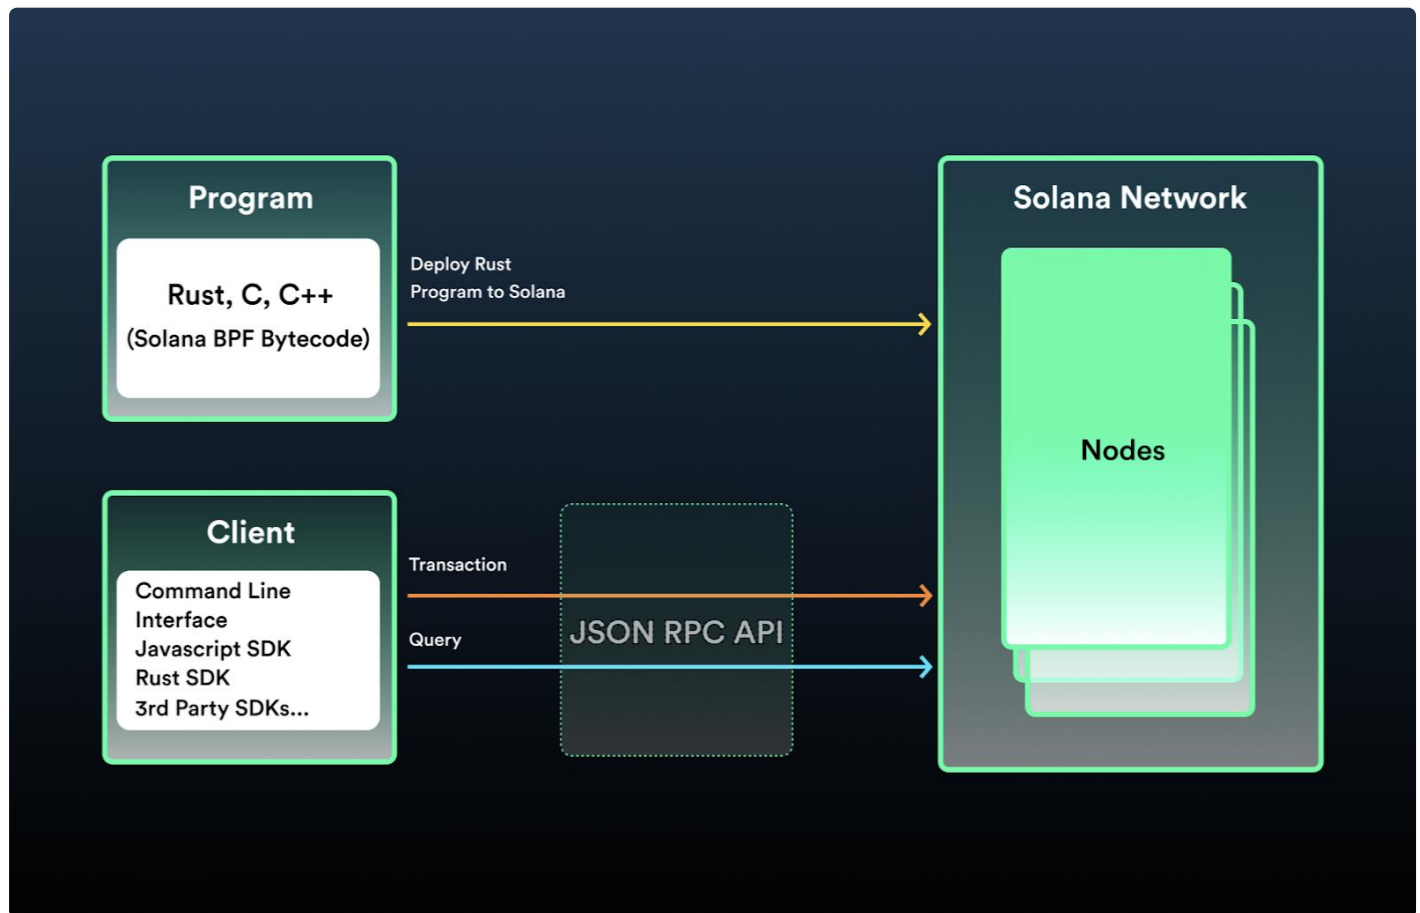 Program
Rust, C, C++
(Solana BPF Bytecode)
Deploy Rust
Program to Solana
Solana Network
Nodes
Client
Command Line
Interface
Javascript SDK
Rust SDK
3rd Party SDKs...
Transaction
Query
JSON RPC API